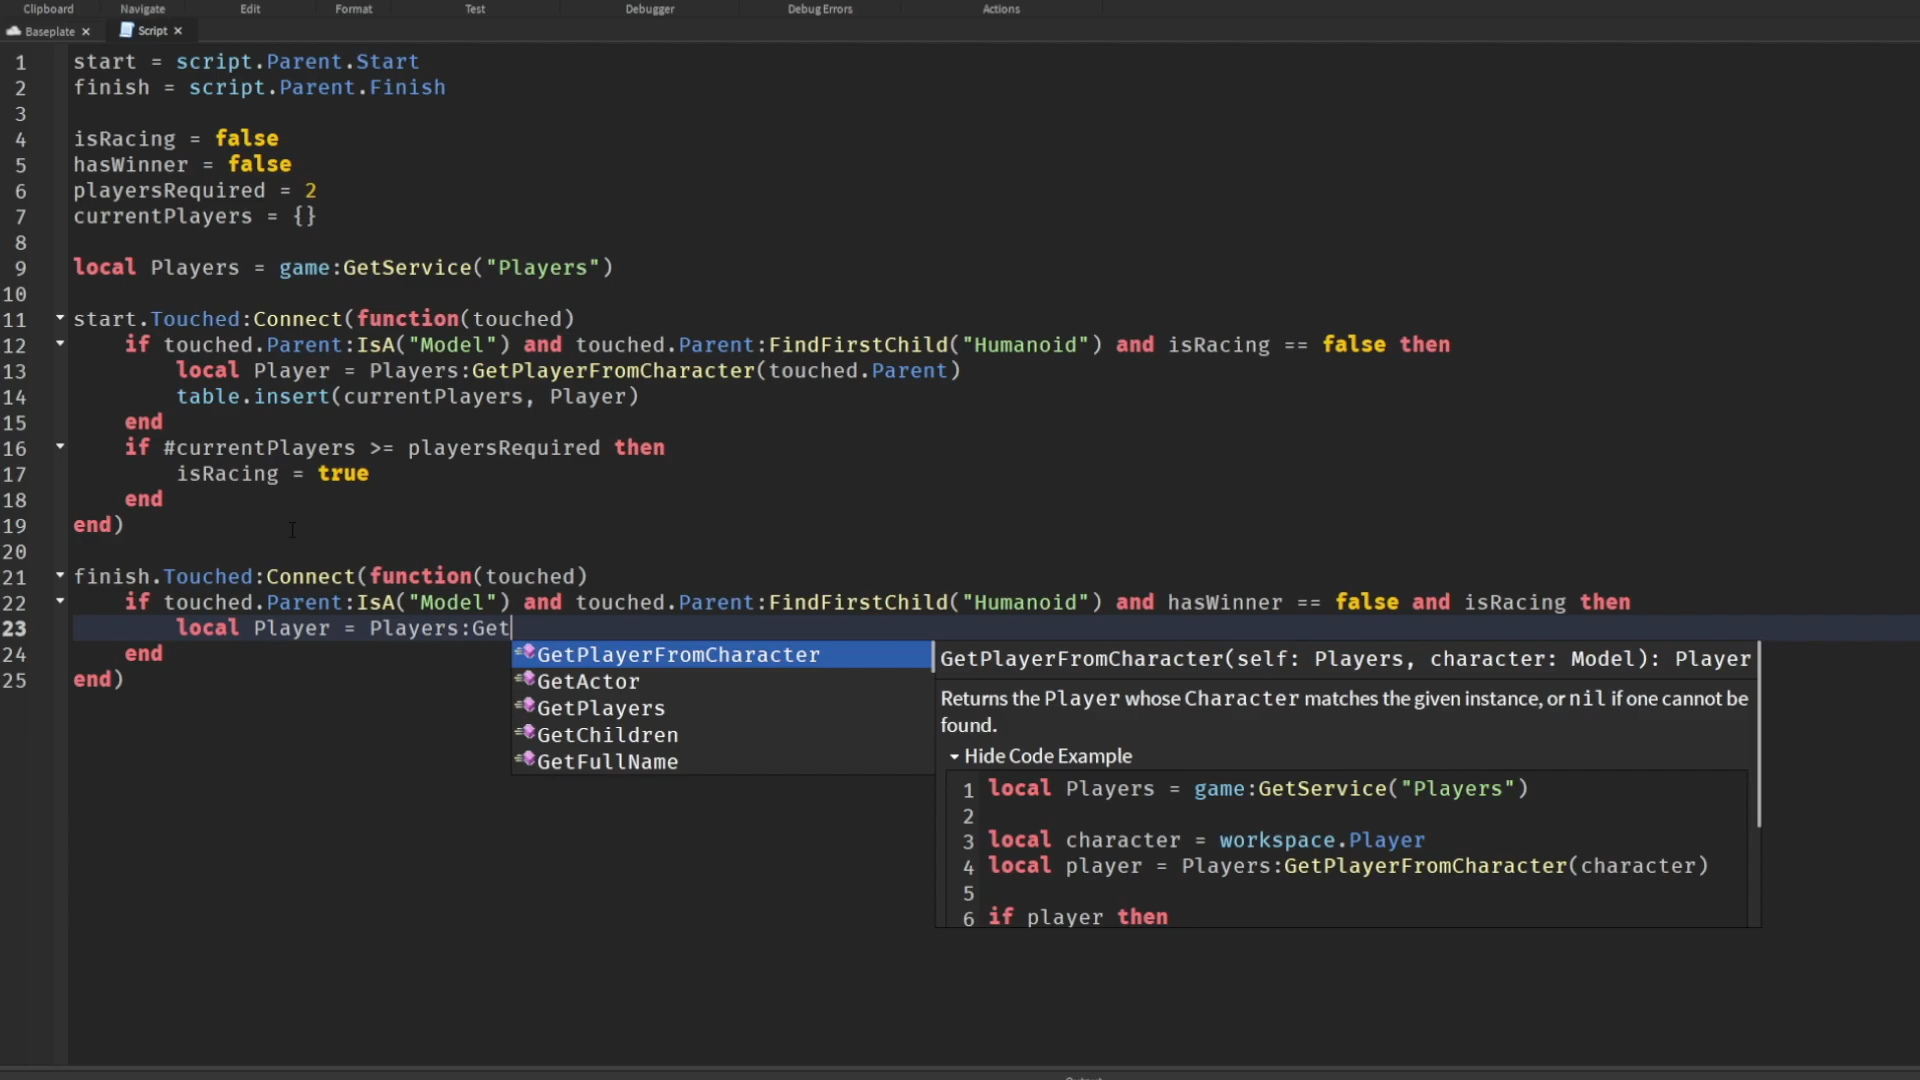 Clipboard Navigate Edit Format Test Debugger Debug Errors Actions
Baseplate × Script ×
1 start = script.Parent.Start
2 finish = script.Parent.Finish
3
4 isRacing = false
5 hasWinner = false
6 playersRequired = 2
7 currentPlayers = {}
8
9 local Players = game:GetService("Players")
10
11 start.Touched:Connect(function(touched)
12 if touched.Parent:IsA("Model") and touched.Parent:FindFirstChild("Humanoid") and isRacing == false then
13 local Player = Players:GetPlayerFromCharacter(touched.Parent)
14 table.insert(currentPlayers, Player)
15 end
16 if #currentPlayers >= playersRequired then
17 isRacing = true
18 end
19 end)
20
21 finish.Touched:Connect(function(touched)
22 if touched.Parent:IsA("Model") and touched.Parent:FindFirstChild("Humanoid") and hasWinner == false and isRacing then
23 local Player = Players:Get
24 end
25 end)
GetPlayerFromCharacter
GetActor
GetPlayers
GetChildren
GetFullName
GetPlayerFromCharacter(self: Players, character: Model): Player
Returns the Player whose Character matches the given instance, or nil if one cannot be
found.
Hide Code Example
1 local Players = game:GetService("Players")
2
3 local character = workspace.Player
4 local player = Players:GetPlayerFromCharacter(character)
5
6 if player then